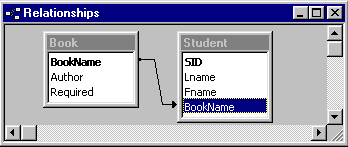 Relationships
Book
BookName
Author
Required
Student
SID
Lname
Fname
BookName